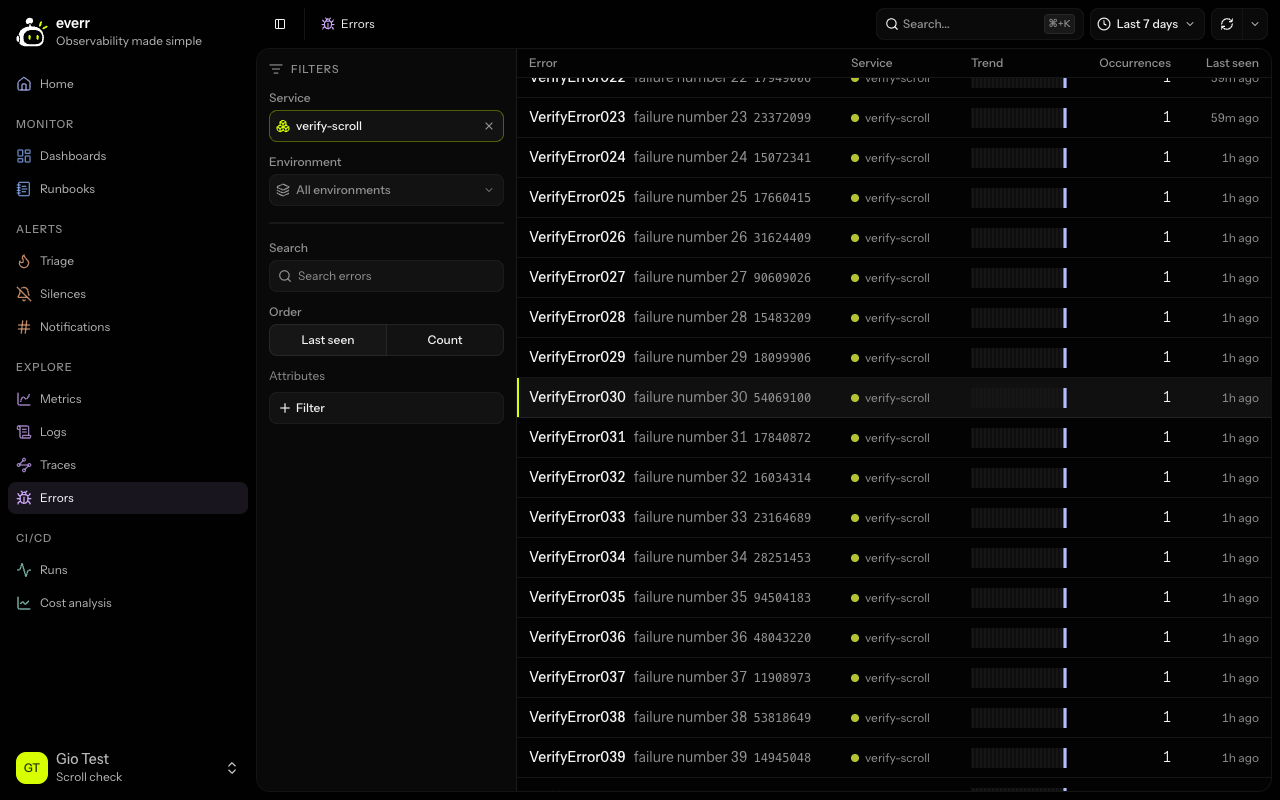 everr
Observability made simple
Home
MONITOR
Dashboards
Runbooks
ALERTS
Triage
Silences
Notifications
EXPLORE
Metrics
Logs
Traces
Errors
CI/CD
Runs
Cost analysis
GT
Gio Test
Scroll check
Errors
Search...
⌘+K
Last 7 days
FILTERS
Service
verify-scroll
Environment
All environments
Search
Search errors
Order
Last seen Count
Attributes
Filter
Error Service Trend Occurrences Last seen
VerifyError022 failure number 22 17949006 verify-scroll 1 59m ago
VerifyError023 failure number 23 23372099 verify-scroll 1 59m ago
VerifyError024 failure number 24 15072341 verify-scroll 1 1h ago
VerifyError025 failure number 25 17660415 verify-scroll 1 1h ago
VerifyError026 failure number 26 31624409 verify-scroll 1 1h ago
VerifyError027 failure number 27 90609026 verify-scroll 1 1h ago
VerifyError028 failure number 28 15483209 verify-scroll 1 1h ago
VerifyError029 failure number 29 18099906 verify-scroll 1 1h ago
VerifyError030 failure number 30 54069100 verify-scroll 1 1h ago
VerifyError031 failure number 31 17840872 verify-scroll 1 1h ago
VerifyError032 failure number 32 16034314 verify-scroll 1 1h ago
VerifyError033 failure number 33 23164689 verify-scroll 1 1h ago
VerifyError034 failure number 34 28251453 verify-scroll 1 1h ago
VerifyError035 failure number 35 94504183 verify-scroll 1 1h ago
VerifyError036 failure number 36 48043220 verify-scroll 1 1h ago
VerifyError037 failure number 37 11908973 verify-scroll 1 1h ago
VerifyError038 failure number 38 53818649 verify-scroll 1 1h ago
VerifyError039 failure number 39 14945048 verify-scroll 1 1h ago